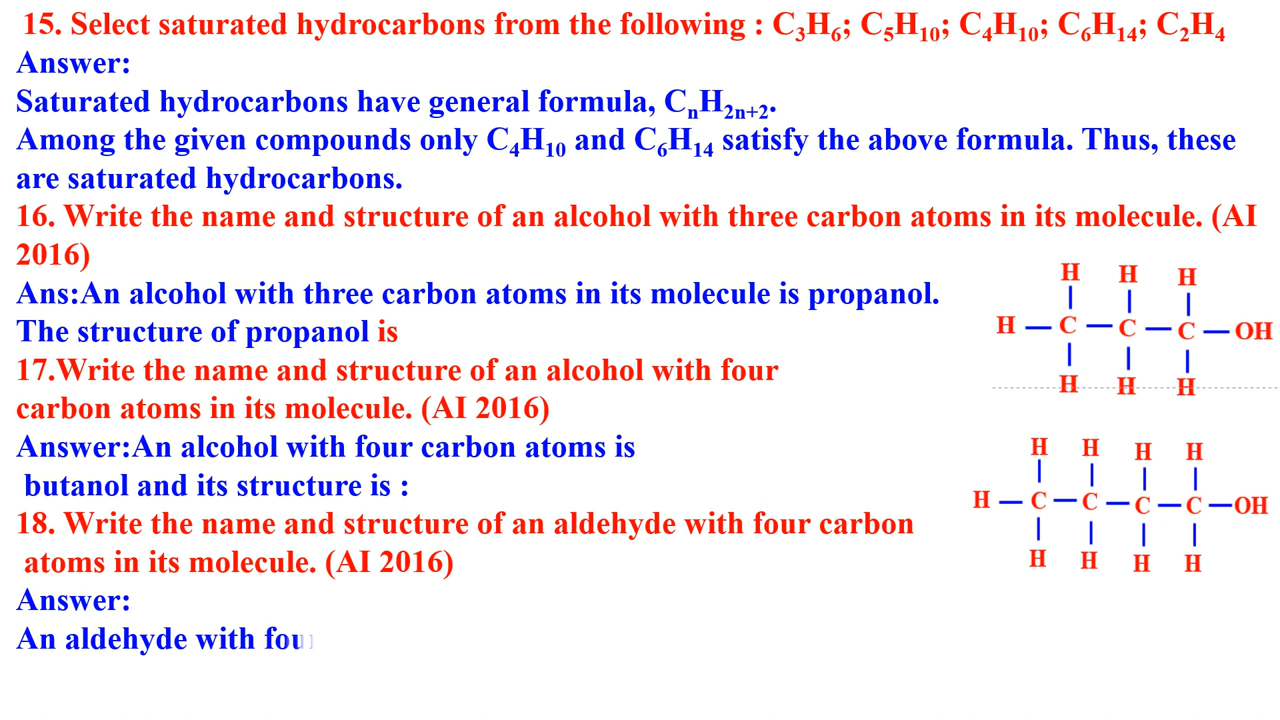 15. Select saturated hydrocarbons from the following : C₃H₆; C₅H₁₀; C₄H₁₀; C₆H₁₄; C₂H₄
Answer:
Saturated hydrocarbons have general formula, CₙH₂ₙ₊₂.
Among the given compounds only C₄H₁₀ and C₆H₁₄ satisfy the above formula. Thus, these
are saturated hydrocarbons.
16. Write the name and structure of an alcohol with three carbon atoms in its molecule. (AI
2016)
Ans:An alcohol with three carbon atoms in its molecule is propanol.
The structure of propanol is
H H H
H — C — C — C — OH
H H H
17.Write the name and structure of an alcohol with four
carbon atoms in its molecule. (AI 2016)
Answer:An alcohol with four carbon atoms is
butanol and its structure is :
H H H H
H — C — C — C — C — OH
H H H H
18. Write the name and structure of an aldehyde with four carbon
atoms in its molecule. (AI 2016)
Answer:
An aldehyde with